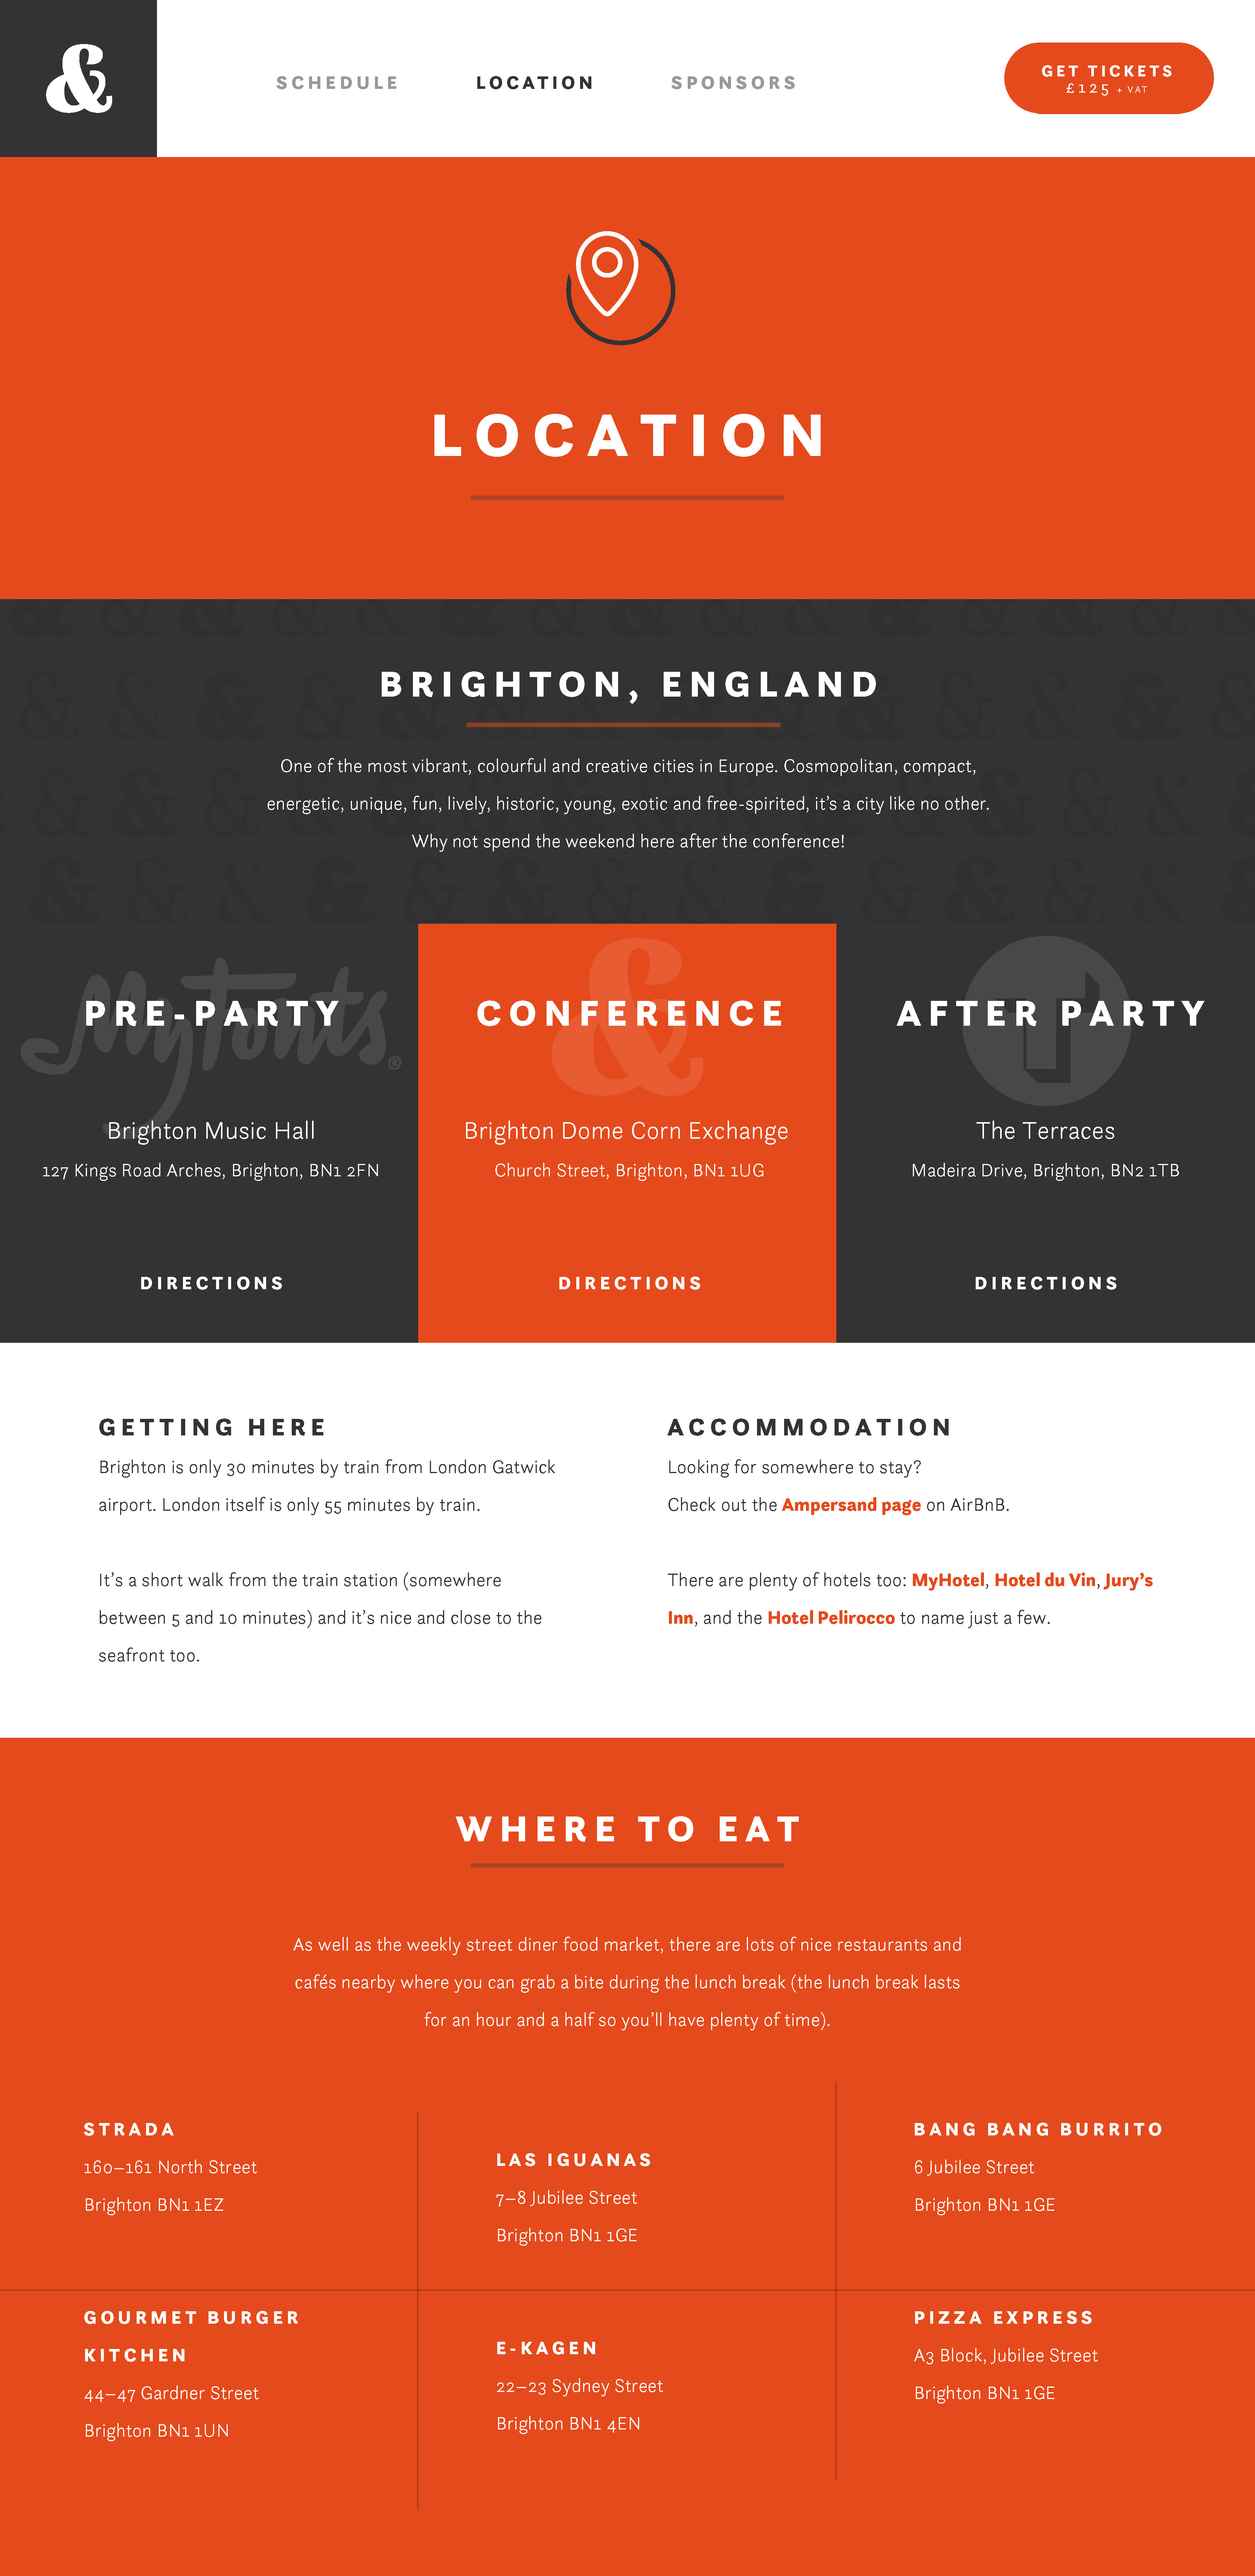 &
SCHEDULE
LOCATION
SPONSORS
GET TICKETS
£125 + VAT
LOCATION
BRIGHTON, ENGLAND
One of the most vibrant, colourful and creative cities in Europe. Cosmopolitan, compact,
energetic, unique, fun, lively, historic, young, exotic and free-spirited, it’s a city like no other.
Why not spend the weekend here after the conference!
MyFonts®
PRE-PARTY
Brighton Music Hall
127 Kings Road Arches, Brighton, BN1 2FN
DIRECTIONS
&
CONFERENCE
Brighton Dome Corn Exchange
Church Street, Brighton, BN1 1UG
DIRECTIONS
T
AFTER PARTY
The Terraces
Madeira Drive, Brighton, BN2 1TB
DIRECTIONS
GETTING HERE
Brighton is only 30 minutes by train from London Gatwick
airport. London itself is only 55 minutes by train.
It’s a short walk from the train station (somewhere
between 5 and 10 minutes) and it’s nice and close to the
seafront too.
ACCOMMODATION
Looking for somewhere to stay?
Check out the Ampersand page on AirBnB.
There are plenty of hotels too: MyHotel, Hotel du Vin, Jury’s
Inn, and the Hotel Pelirocco to name just a few.
WHERE TO EAT
As well as the weekly street diner food market, there are lots of nice restaurants and
cafés nearby where you can grab a bite during the lunch break (the lunch break lasts
for an hour and a half so you’ll have plenty of time).
STRADA
160–161 North Street
Brighton BN1 1EZ
LAS IGUANAS
7–8 Jubilee Street
Brighton BN1 1GE
BANG BANG BURRITO
6 Jubilee Street
Brighton BN1 1GE
GOURMET BURGER
KITCHEN
44–47 Gardner Street
Brighton BN1 1UN
E-KAGEN
22–23 Sydney Street
Brighton BN1 4EN
PIZZA EXPRESS
A3 Block, Jubilee Street
Brighton BN1 1GE